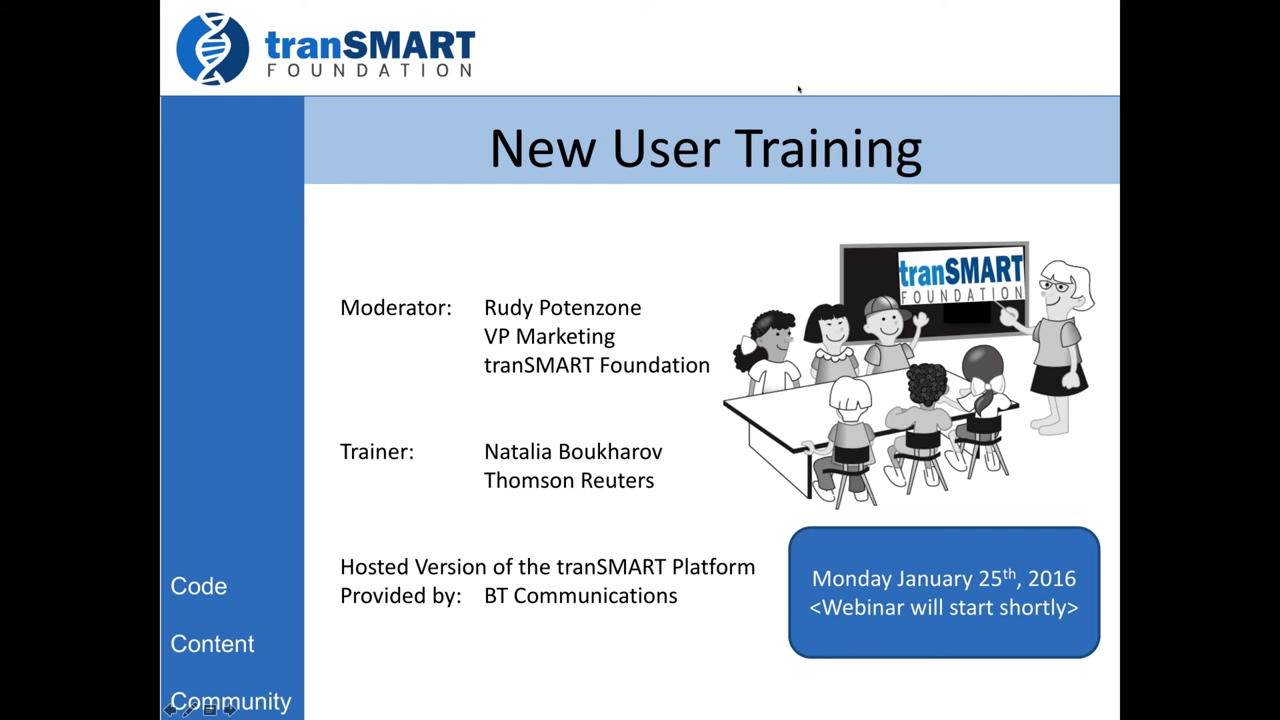 tranSMART
FOUNDATION
New User Training
tranSMART
FOUNDATION
Moderator: Rudy Potenzone
VP Marketing
tranSMART Foundation
Trainer: Natalia Boukharov
Thomson Reuters
Hosted Version of the tranSMART Platform
Provided by: BT Communications
Monday January 25th, 2016
<Webinar will start shortly>
Code
Content
Community